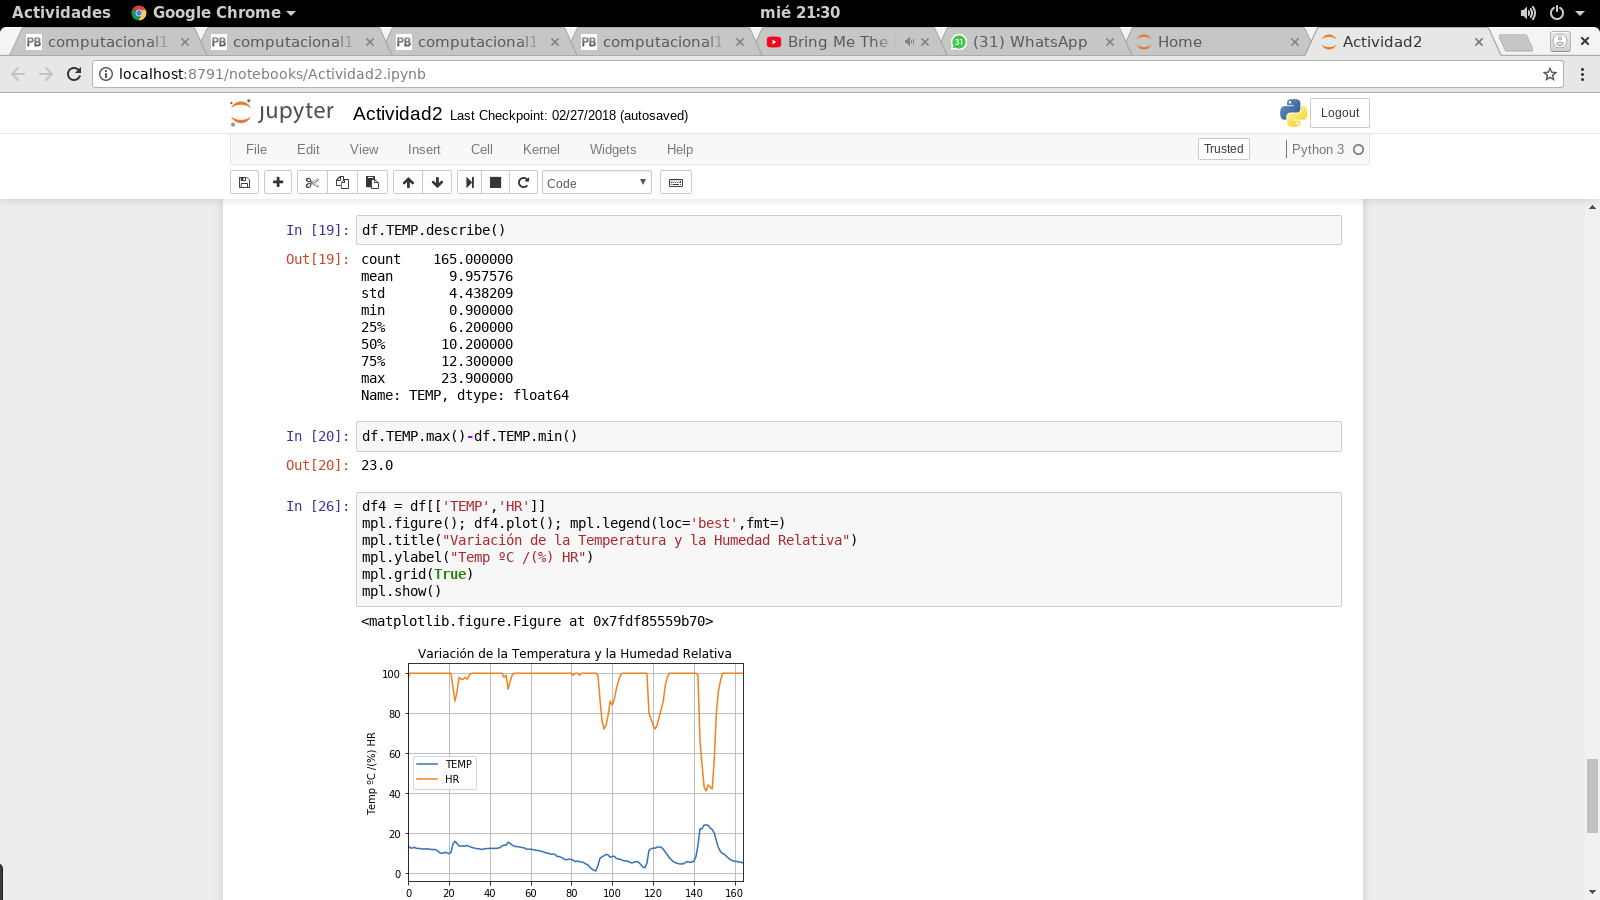 Actividades Google Chrome mié 21:30
PB computacional1 PB computacional1 PB computacional1 PB computacional1 Bring Me The 31 (31) WhatsApp Home Actividad2
localhost:8791/notebooks/Actividad2.ipynb
jupyter Actividad2 Last Checkpoint: 02/27/2018 (autosaved) Logout
File Edit View Insert Cell Kernel Widgets Help Trusted Python 3
Code
In [19]: df.TEMP.describe()
Out[19]: count 165.000000
mean 9.957576
std 4.438209
min 0.900000
25% 6.200000
50% 10.200000
75% 12.300000
max 23.900000
Name: TEMP, dtype: float64
In [20]: df.TEMP.max()-df.TEMP.min()
Out[20]: 23.0
In [26]: df4 = df[['TEMP','HR']]
mpl.figure(); df4.plot(); mpl.legend(loc='best',fmt=)
mpl.title("Variación de la Temperatura y la Humedad Relativa")
mpl.ylabel("Temp ºC /(%) HR")
mpl.grid(True)
mpl.show()
<matplotlib.figure.Figure at 0x7fdf85559b70>
Variación de la Temperatura y la Humedad Relativa
100
80
60
40
20
0
Temp ºC /(%) HR
TEMP
HR
0 20 40 60 80 100 120 140 160